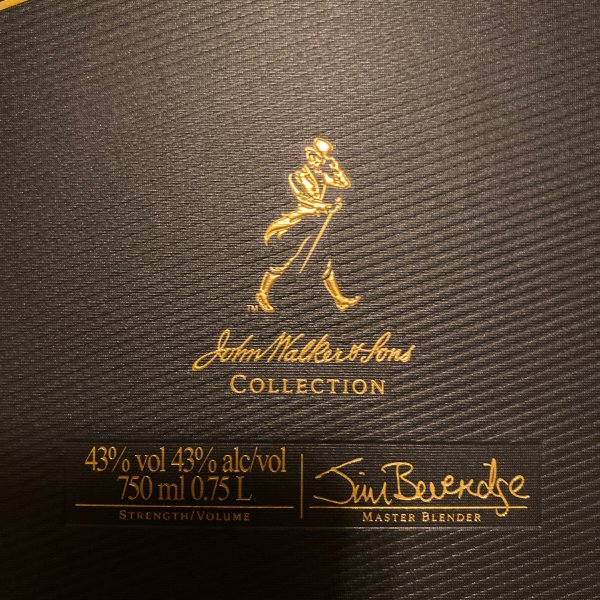 TM
John Walker & Sons
COLLECTION
43% vol 43% alc/vol
750 ml 0.75 L
STRENGTH/VOLUME
Jim Beveridge
MASTER BLENDER